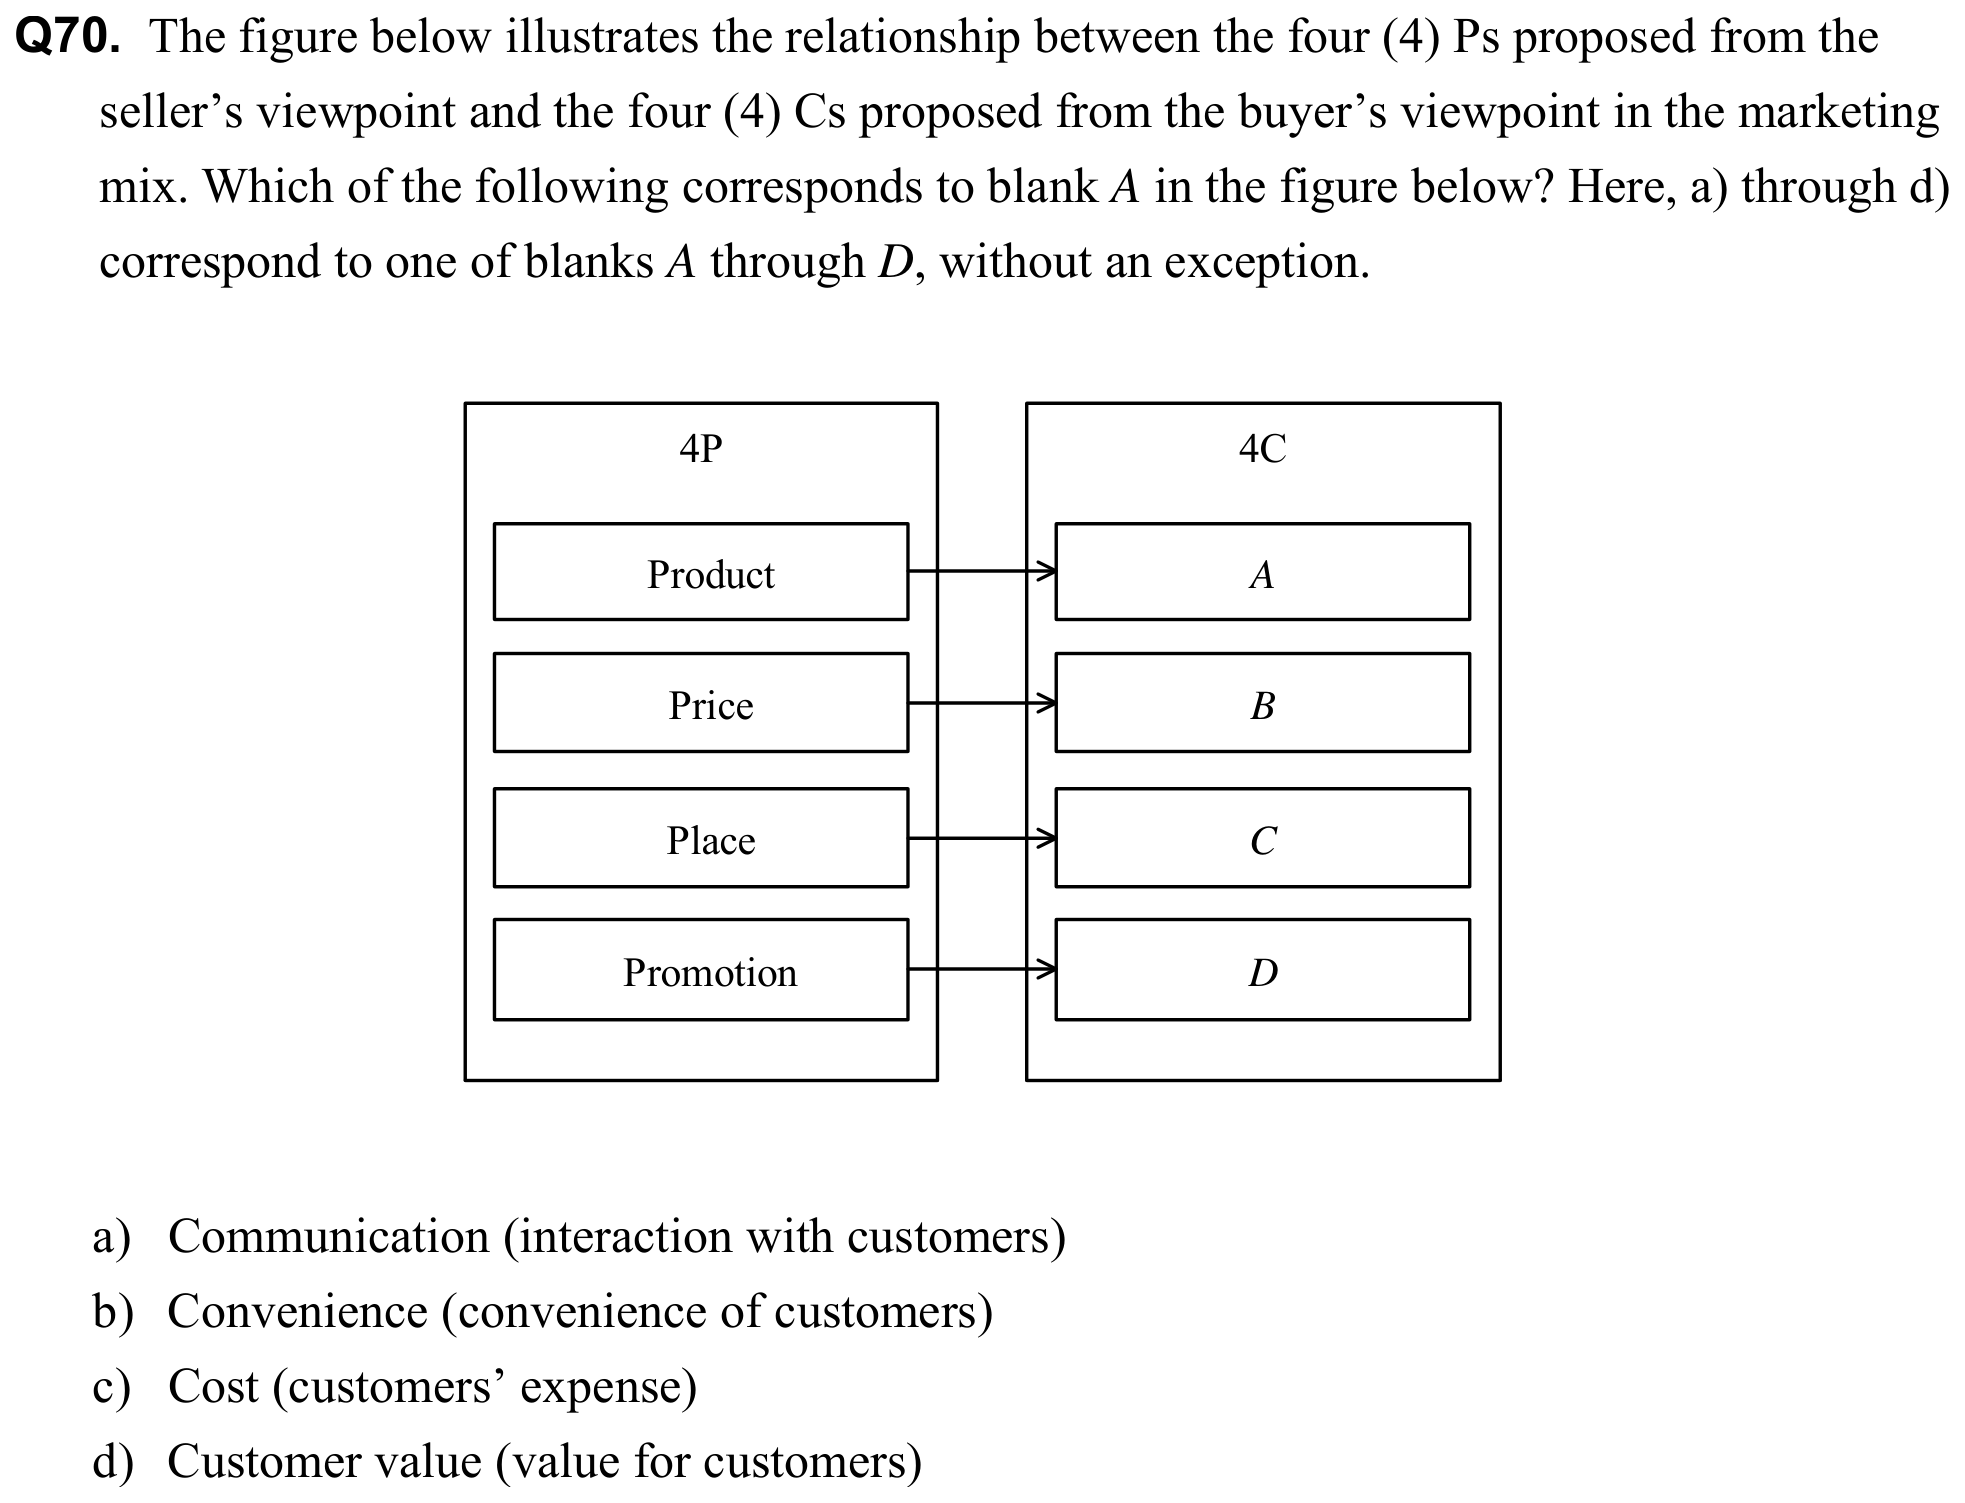 Q70. The figure below illustrates the relationship between the four (4) Ps proposed from the
seller’s viewpoint and the four (4) Cs proposed from the buyer’s viewpoint in the marketing
mix. Which of the following corresponds to blank A in the figure below? Here, a) through d)
correspond to one of blanks A through D, without an exception.
4P
4C
Product
A
Price
B
Place
C
Promotion
D
a) Communication (interaction with customers)
b) Convenience (convenience of customers)
c) Cost (customers’ expense)
d) Customer value (value for customers)